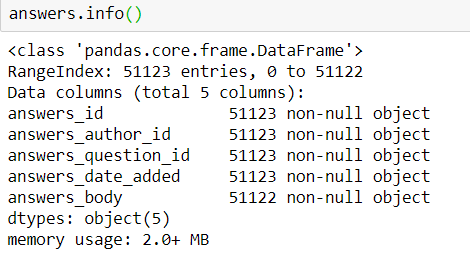 answers.info()
<class 'pandas.core.frame.DataFrame'>
RangeIndex: 51123 entries, 0 to 51122
Data columns (total 5 columns):
answers_id             51123 non-null object
answers_author_id      51123 non-null object
answers_question_id    51123 non-null object
answers_date_added     51123 non-null object
answers_body           51122 non-null object
dtypes: object(5)
memory usage: 2.0+ MB